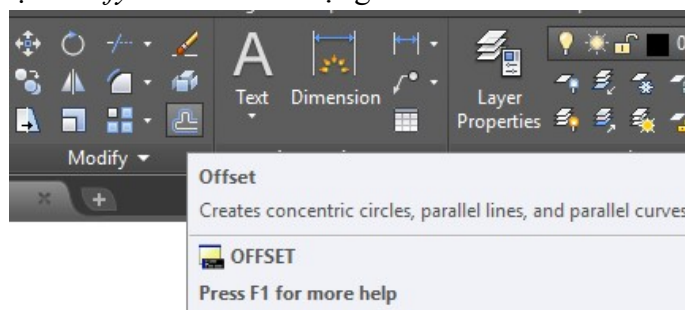 Text
Dimension
Layer
Properties
0
Modify
Offset
Creates concentric circles, parallel lines, and parallel curves
OFFSET
Press F1 for more help